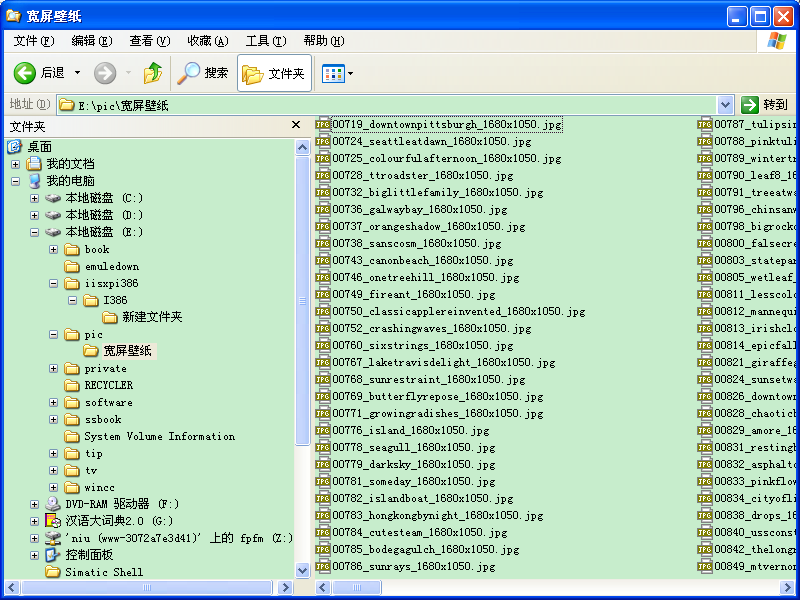 宽屏壁纸
文件(F) 编辑(E) 查看(V) 收藏(A) 工具(T) 帮助(H)
后退 搜索 文件夹
地址(D) E:\pic\宽屏壁纸 转到
文件夹
桌面
我的文档
我的电脑
本地磁盘 (C:)
本地磁盘 (D:)
本地磁盘 (E:)
book
emuledown
iisxpi386
I386
新建文件夹
pic
宽屏壁纸
private
RECYCLER
software
ssbook
System Volume Information
tip
tv
wincc
DVD-RAM 驱动器 (F:)
汉语大词典2.0 (G:)
'niu (www-3072a7e3d41)' 上的 fpfm (Z:)
控制面板
Simatic Shell
00719_downtownpittsburgh_1680x1050.jpg
00724_seattleatdawn_1680x1050.jpg
00725_colourfulafternoon_1680x1050.jpg
00728_ttroadster_1680x1050.jpg
00732_biglittlefamily_1680x1050.jpg
00736_galwaybay_1680x1050.jpg
00737_orangeshadow_1680x1050.jpg
00738_sanscosm_1680x1050.jpg
00743_canonbeach_1680x1050.jpg
00746_onetreehill_1680x1050.jpg
00749_fireant_1680x1050.jpg
00750_classicapplereinvented_1680x1050.jpg
00752_crashingwaves_1680x1050.jpg
00760_sixstrings_1680x1050.jpg
00767_laketravisdelight_1680x1050.jpg
00768_sunrestraint_1680x1050.jpg
00769_butterflyrepose_1680x1050.jpg
00771_growingradishes_1680x1050.jpg
00776_island_1680x1050.jpg
00778_seagull_1680x1050.jpg
00779_darksky_1680x1050.jpg
00781_someday_1680x1050.jpg
00782_islandboat_1680x1050.jpg
00783_hongkongbynight_1680x1050.jpg
00784_cutesteam_1680x1050.jpg
00785_bodegagulch_1680x1050.jpg
00786_sunrays_1680x1050.jpg
00787_tulipsin
00788_pinktuli
00789_wintertr
00790_leaf8_16
00791_treeatwa
00796_chinsanw
00798_bigrocko
00800_falsecre
00803_statepar
00805_wetleaf_
00811_lesscolo
00812_mannequi
00813_irishclo
00814_epicfall
00821_giraffeg
00824_sunsetwa
00826_downtown
00828_chaoticb
00829_amore_16
00831_restingb
00832_asphalto
00833_pinkflow
00834_cityofli
00838_drops_16
00840_ussconst
00842_thelongr
00849_mtvernon